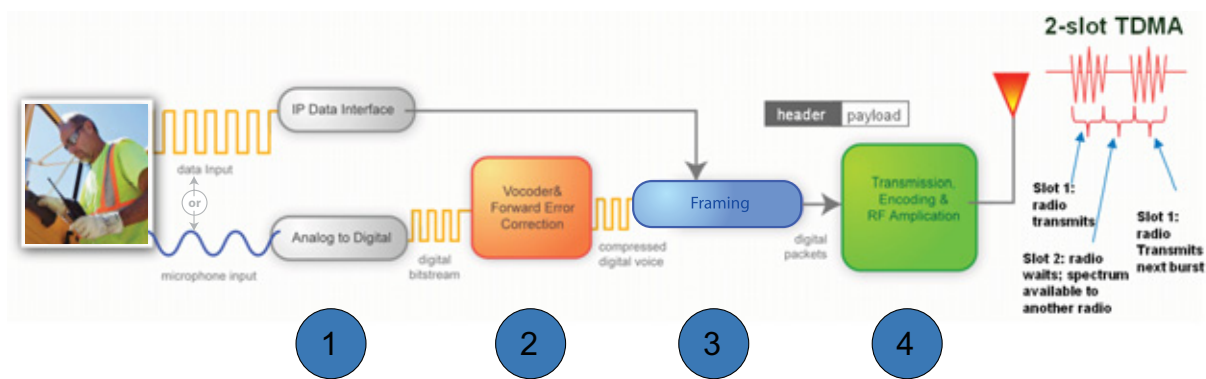 2-slot TDMA
IP Data Interface
header payload
data Input
or
Vocoder&
Forward Error
Correction
Transmission,
Encoding &
RF Amplication
Framing
Slot 1:
radio
transmits
Slot 1:
radio
Transmits
next burst
Analog to Digital
microphone input
digital
bitstream
compressed
digital voice
digital
packets
Slot 2: radio
waits; spectrum
available to
another radio
1
2
3
4